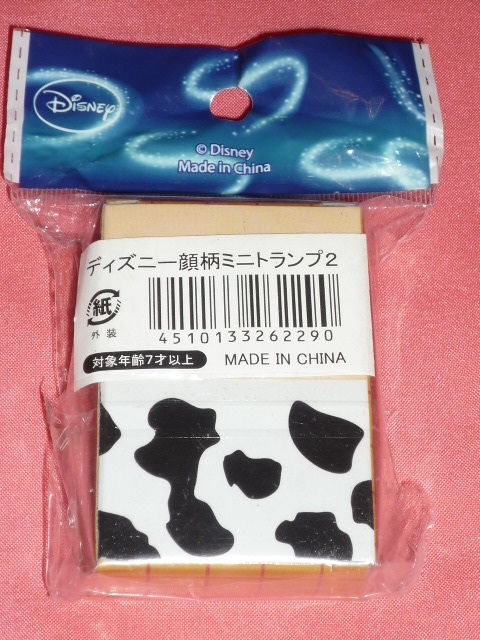 Disney
© Disney
Made in China
ディズニー顔柄ミニトランプ2
紙
外装
4510133262290
対象年齢7才以上
MADE IN CHINA